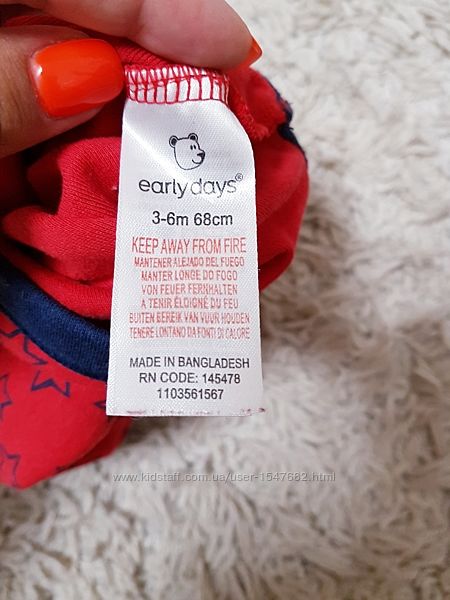 early days®
3-6m 68cm
KEEP AWAY FROM FIRE
MANTENER ALEJADO DEL FUEGO
MANTER LONGE DO FOGO
VON FEUER FERNHALTEN
A TENIR ÉLOIGNÉ DU FEU
BUITEN BEREIK VAN VUUR HOUDEN
TENERE LONTANO DA FONTI DI CALORE
MADE IN BANGLADESH
RN CODE: 145478
1103561567
www.kidstaff.com.ua/user-1547682.html